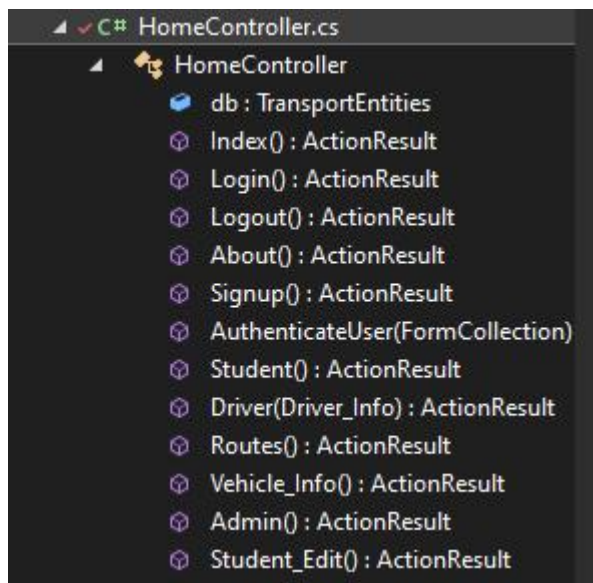 C# HomeController.cs
HomeController
db : TransportEntities
Index() : ActionResult
Login() : ActionResult
Logout() : ActionResult
About() : ActionResult
Signup() : ActionResult
AuthenticateUser(FormCollection)
Student() : ActionResult
Driver(Driver_Info) : ActionResult
Routes() : ActionResult
Vehicle_Info() : ActionResult
Admin() : ActionResult
Student_Edit() : ActionResult